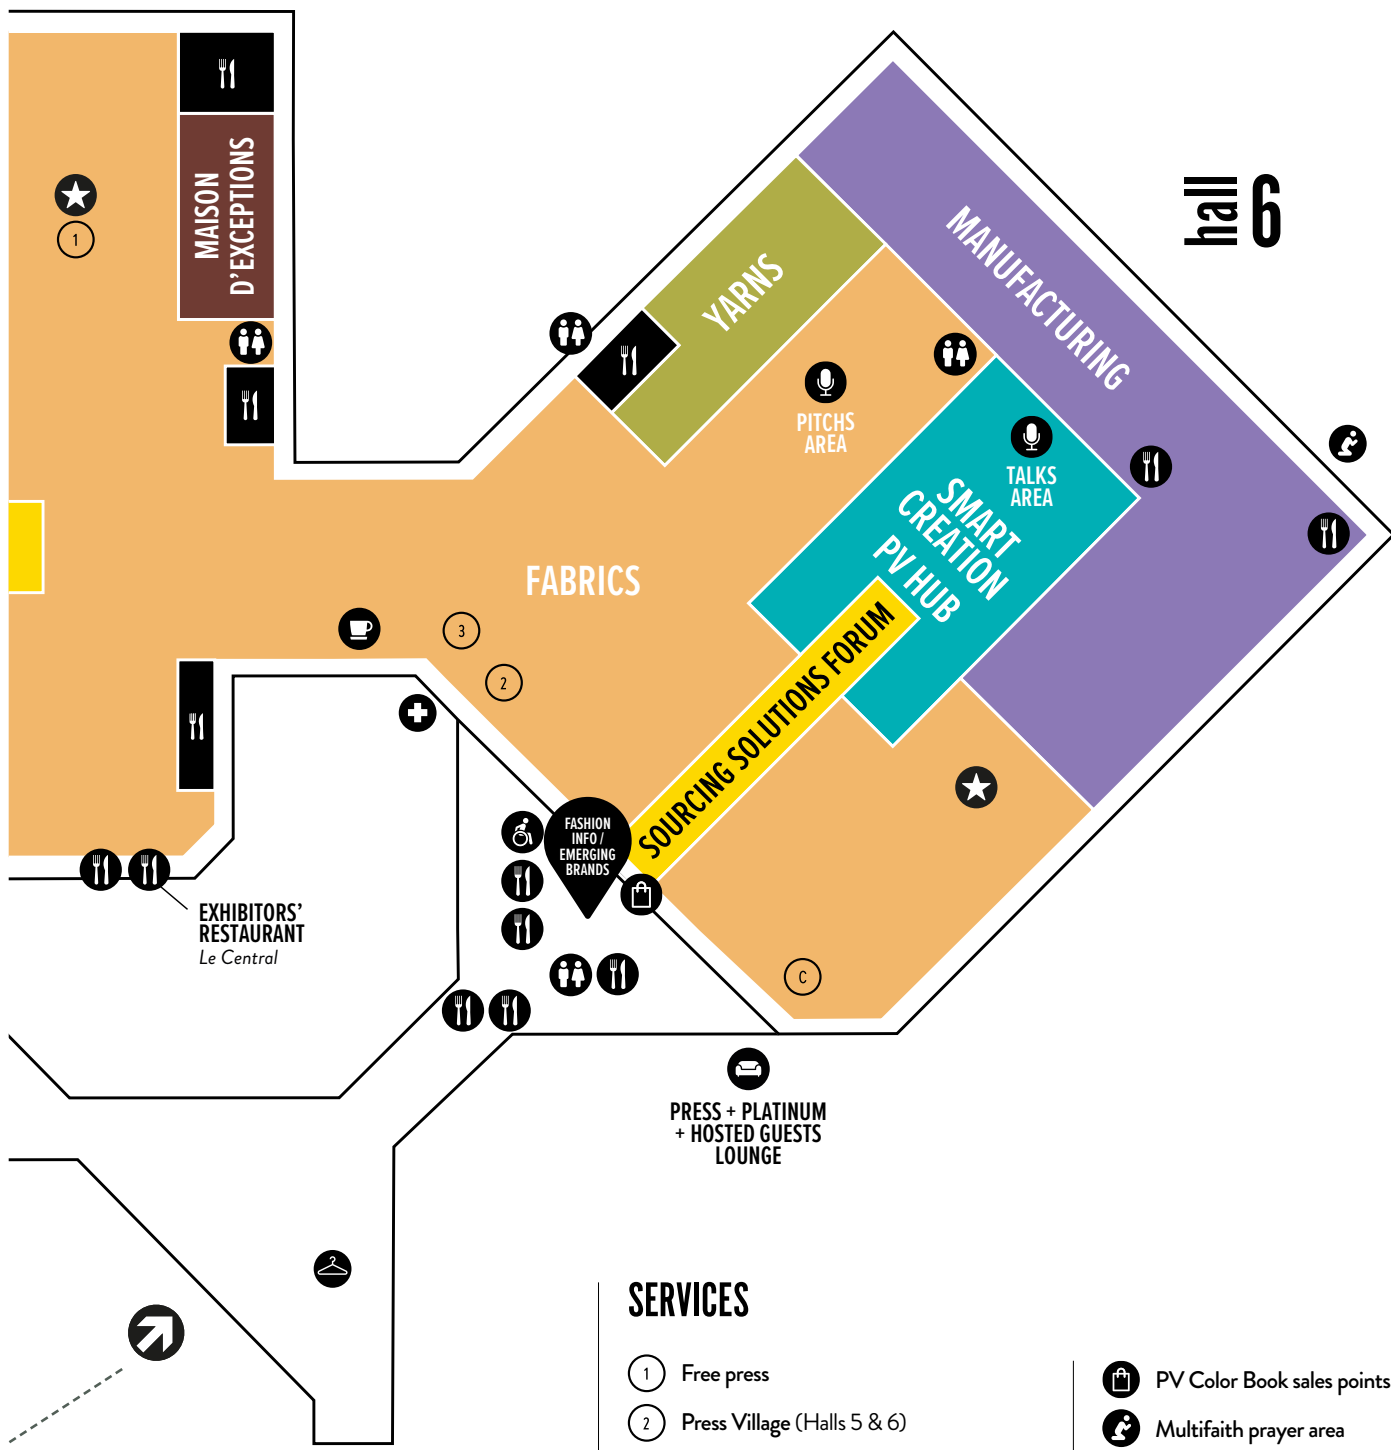 hall 6
MAISON
D'EXCEPTIONS
1
YARNS
MANUFACTURING
PITCHS
AREA
TALKS
AREA
SMART
CREATION
PV HUB
FABRICS
3
2
SOURCING SOLUTIONS FORUM
FASHION
INFO /
EMERGING
BRANDS
EXHIBITORS'
RESTAURANT
Le Central
C
PRESS + PLATINUM
+ HOSTED GUESTS
LOUNGE
SERVICES
1 Free press
2 Press Village (Halls 5 & 6)
PV Color Book sales points
Multifaith prayer area